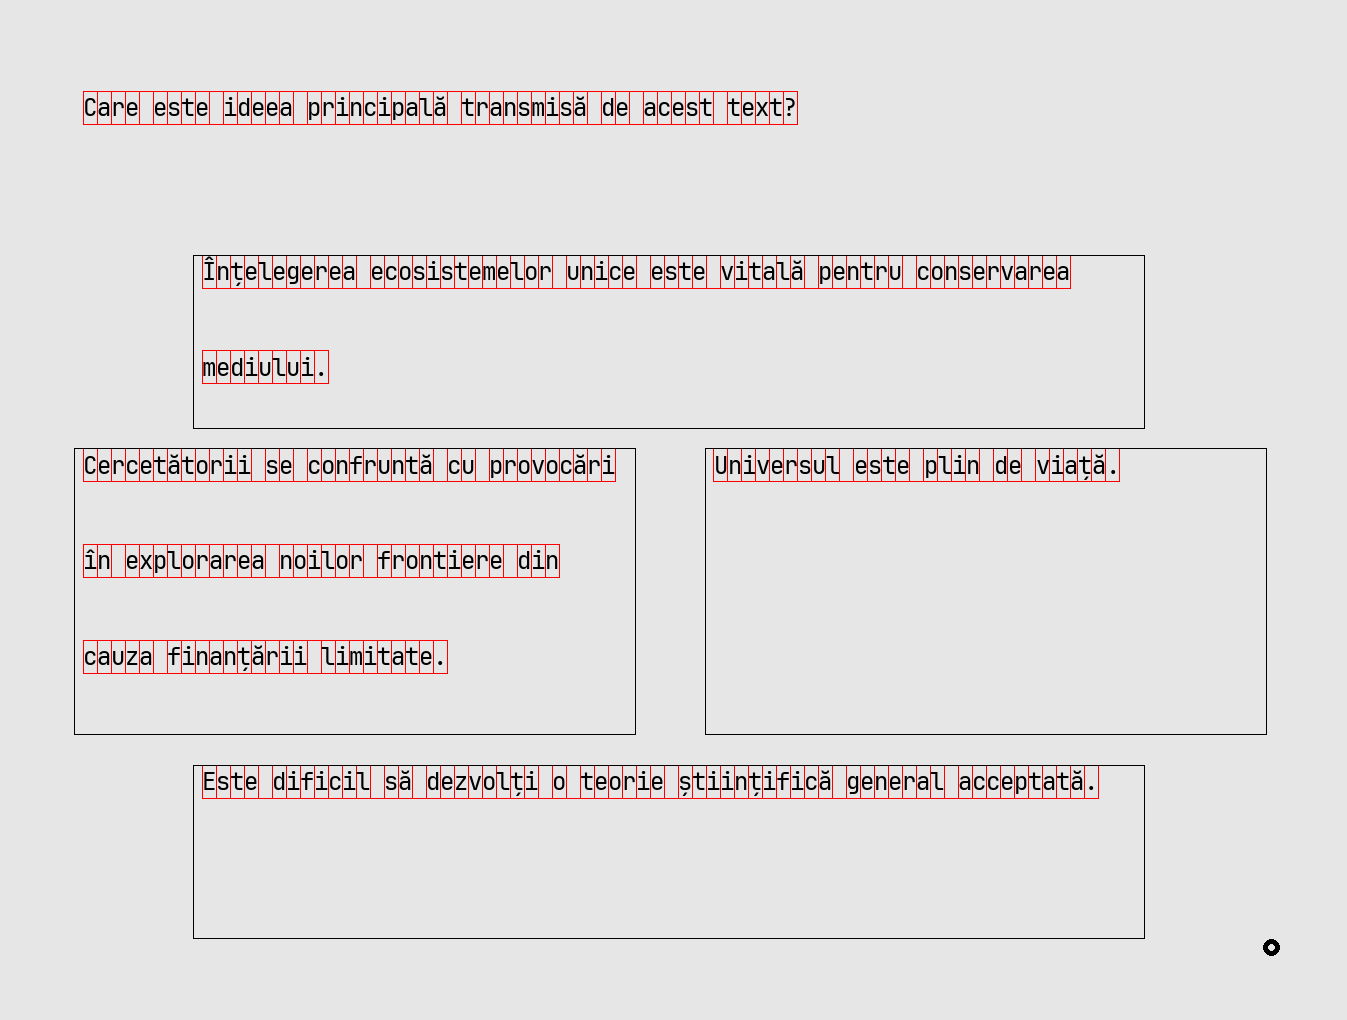 Care este ideea principală transmisă de acest text?
Înțelegerea ecosistemelor unice este vitală pentru conservarea
mediului.
Cercetătorii se confruntă cu provocări
în explorarea noilor frontiere din
cauza finanțării limitate.
Universul este plin de viață.
Este dificil să dezvolți o teorie științifică general acceptată.